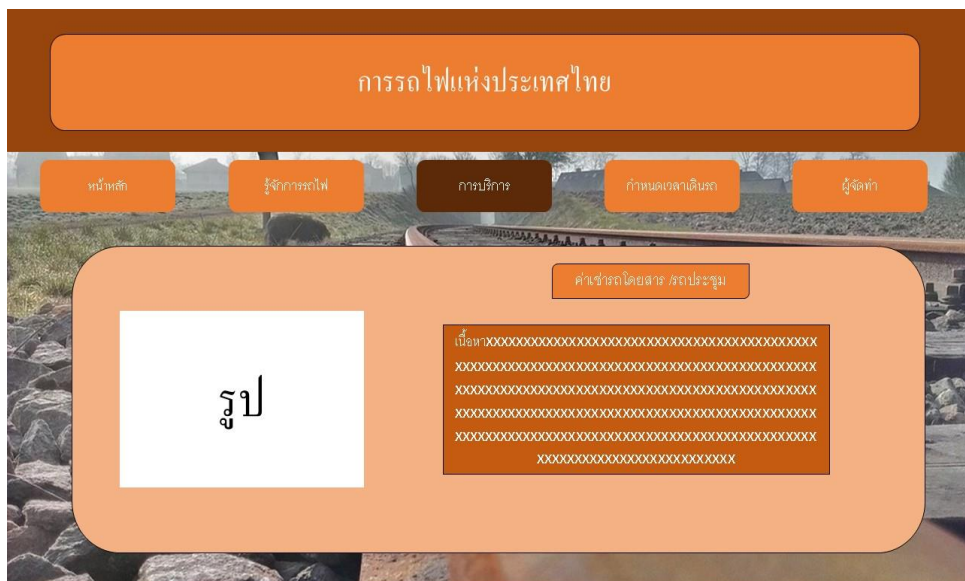 การรถไฟแห่งประเทศไทย
หน้าหลัก
รู้จักการรถไฟ
การบริการ
กำหนดเวลาเดินรถ
ผู้จัดทำ
ค่าเช่ารถโดยสาร /รถประชุม
รูป
เนื้อหาXXXXXXXXXXXXXXXXXXXXXXXXXXXXXXXXXXXXXXXXXXXX
XXXXXXXXXXXXXXXXXXXXXXXXXXXXXXXXXXXXXXXXXXXXXXXX
XXXXXXXXXXXXXXXXXXXXXXXXXXXXXXXXXXXXXXXXXXXXXXXX
XXXXXXXXXXXXXXXXXXXXXXXXXXXXXXXXXXXXXXXXXXXXXXXX
XXXXXXXXXXXXXXXXXXXXXXXXXXXXXXXXXXXXXXXXXXXXXXXX
XXXXXXXXXXXXXXXXXXXXXXXXXX